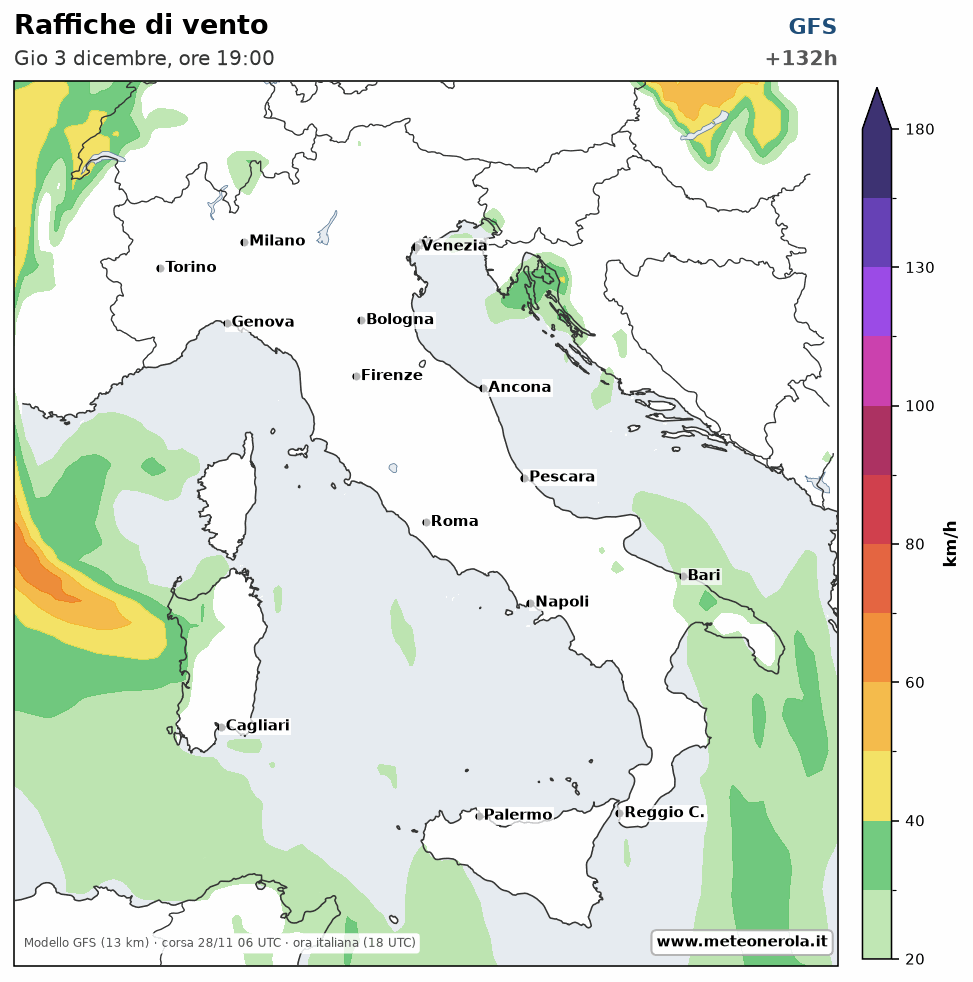 Raffiche di vento
GFS
Gio 3 dicembre, ore 19:00
+132h
180
130
100
80
60
40
20
km/h
Milano
Venezia
Torino
Genova
Bologna
Firenze
Ancona
Pescara
Roma
Bari
Napoli
Cagliari
Palermo
Reggio C.
Modello GFS (13 km) · corsa 28/11 06 UTC · ora italiana (18 UTC)
www.meteonerola.it